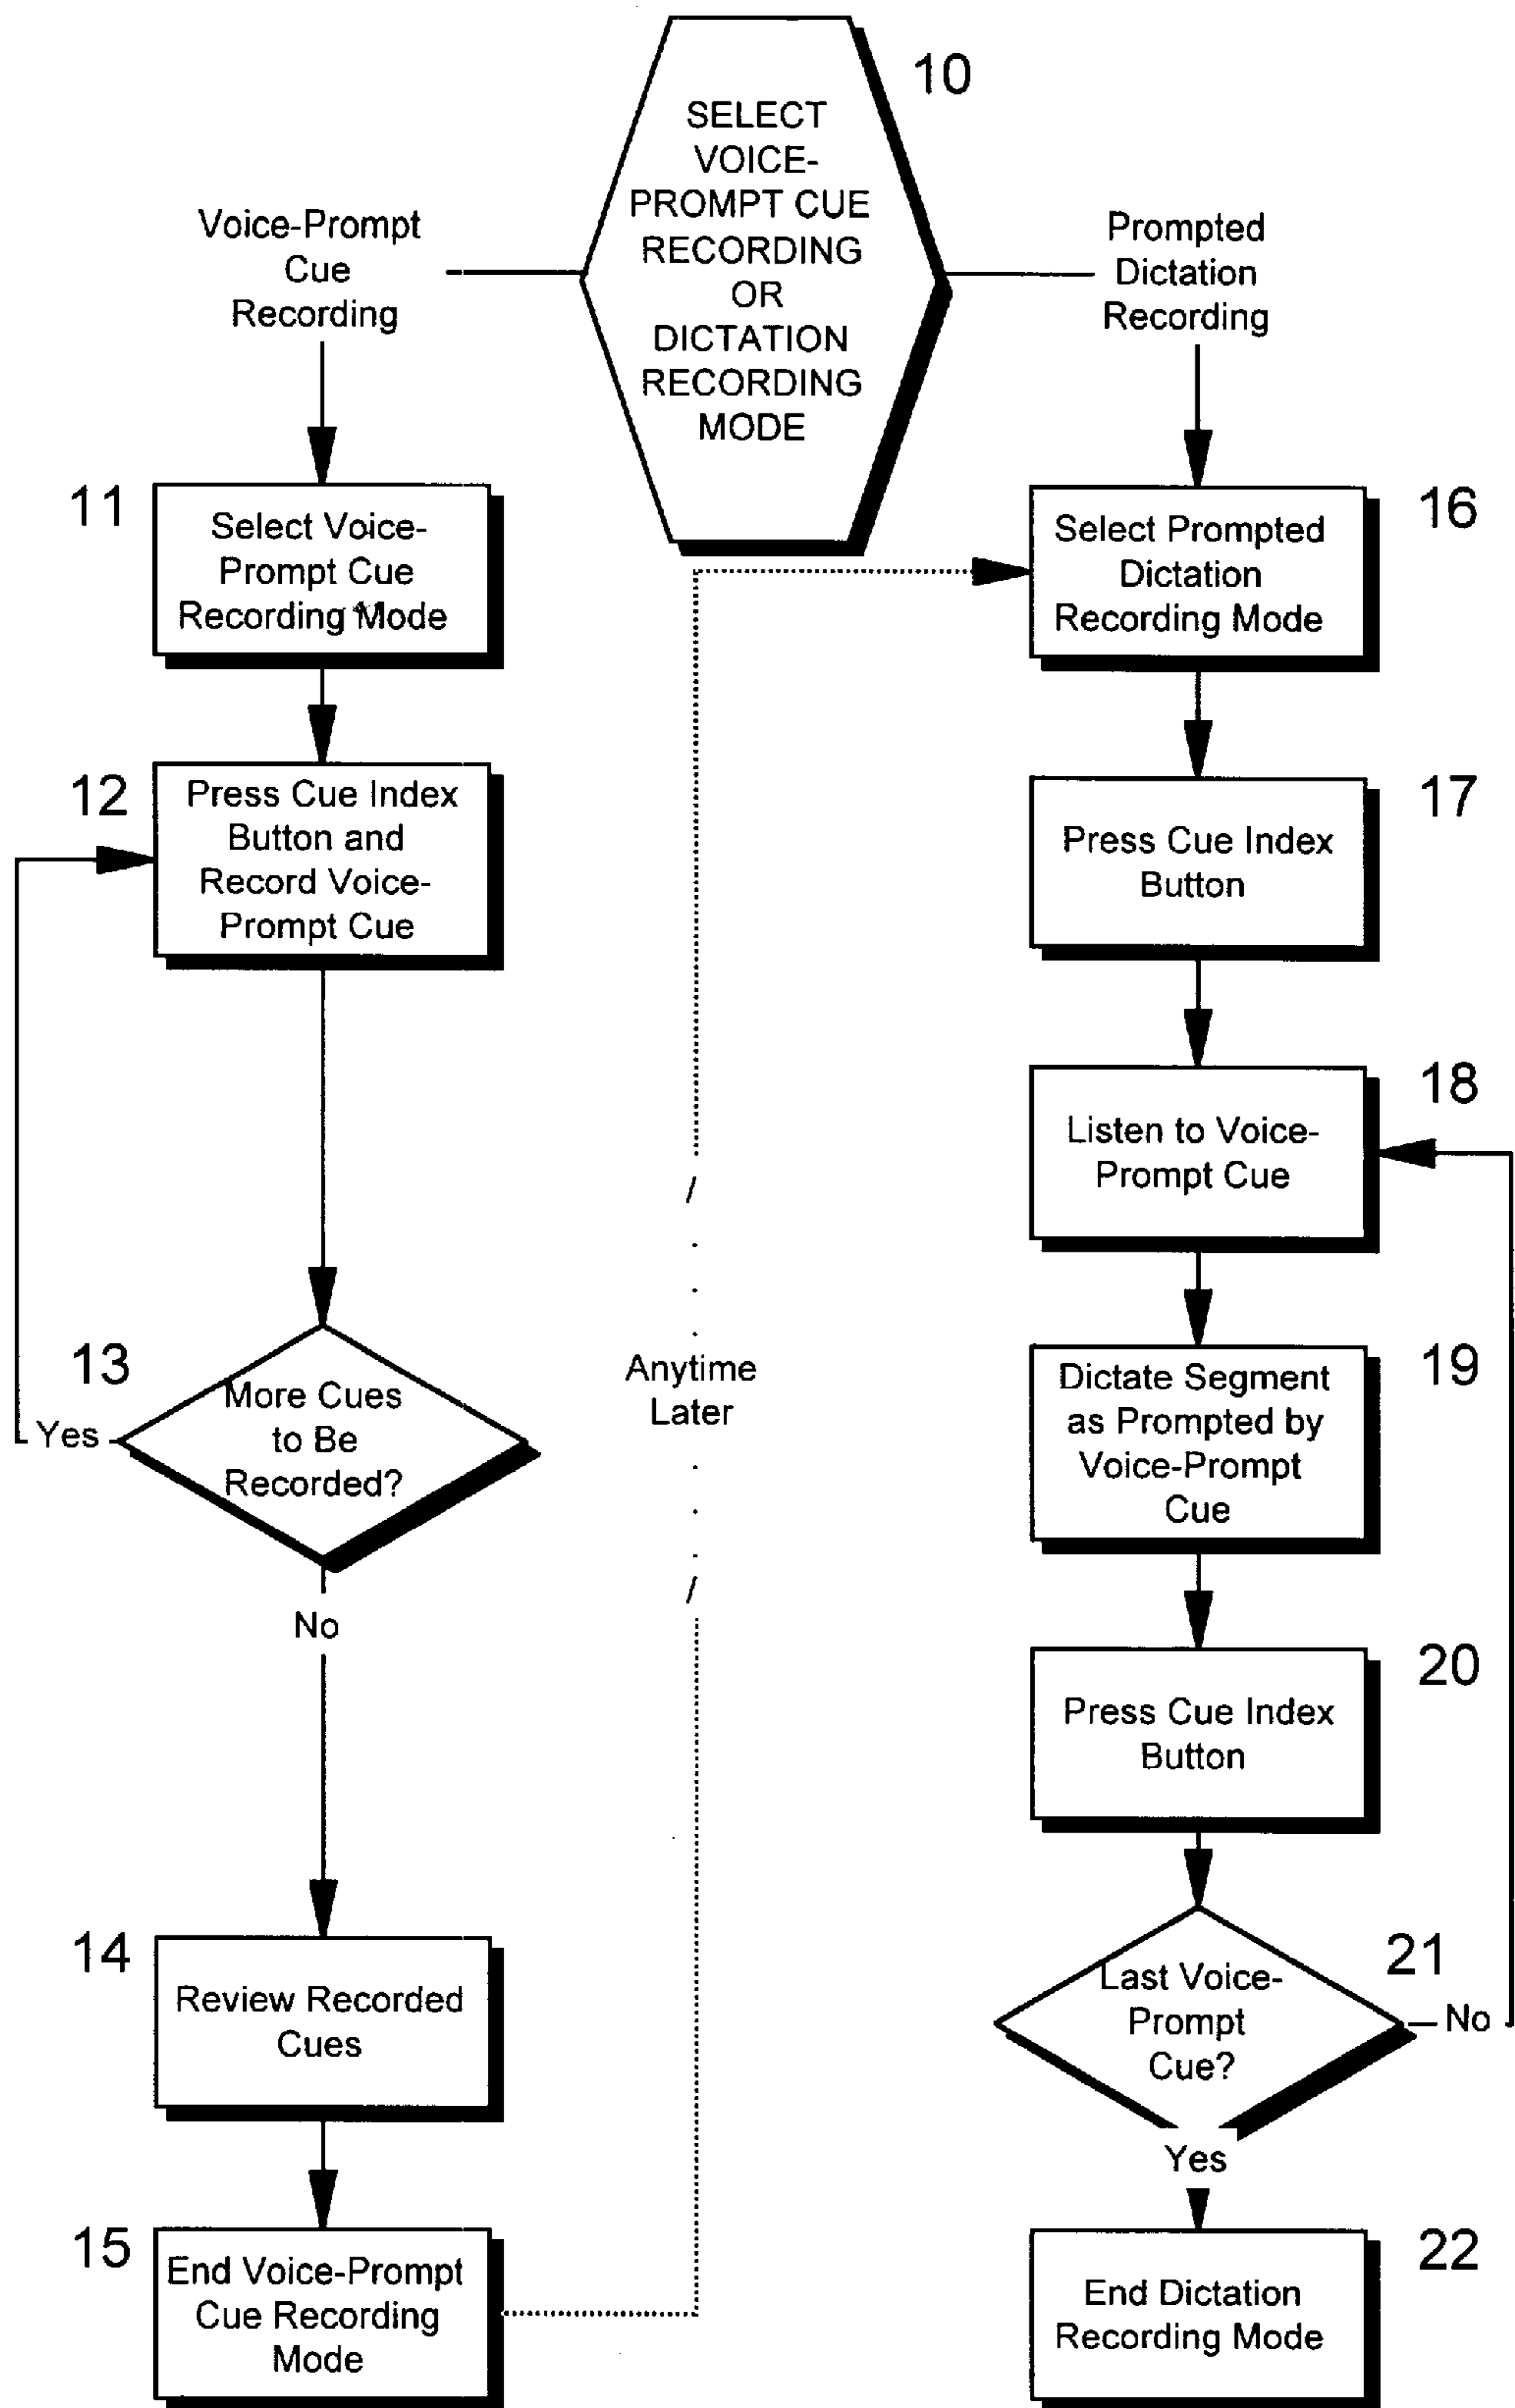 10
SELECT
VOICE-
PROMPT CUE
RECORDING
OR
DICTATION
RECORDING
MODE
Voice-Prompt
Cue
Recording
11
Select Voice-
Prompt Cue
Recording Mode
12
Press Cue Index
Button and
Record Voice-
Prompt Cue
13
More Cues
to Be
Recorded?
Yes
No
14
Review Recorded
Cues
15
End Voice-Prompt
Cue Recording
Mode
Anytime
Later
Prompted
Dictation
Recording
16
Select Prompted
Dictation
Recording Mode
17
Press Cue Index
Button
18
Listen to Voice-
Prompt Cue
19
Dictate Segment
as Prompted by
Voice-Prompt
Cue
20
Press Cue Index
Button
21
Last Voice-
Prompt
Cue?
No
Yes
22
End Dictation
Recording Mode